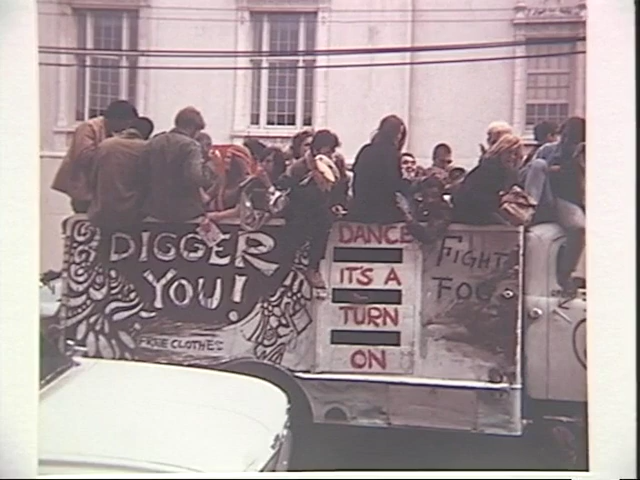 DIGGER
YOU!
FREE CLOTHES
DANCE
IT'S A
TURN
ON
FIGHT
FOG